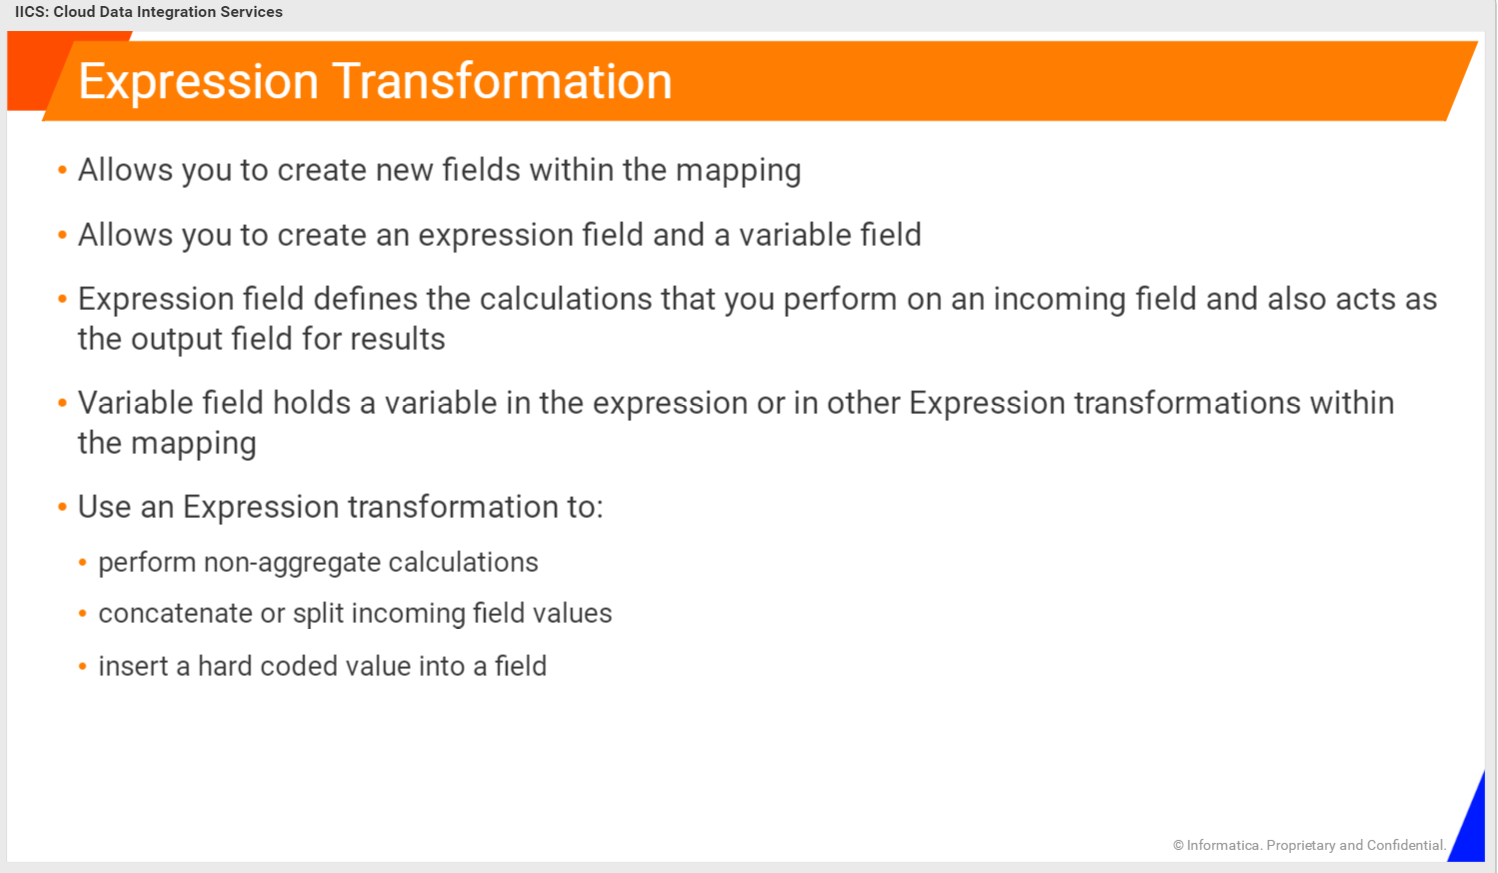 IICS: Cloud Data Integration Services
Expression Transformation
• Allows you to create new fields within the mapping
• Allows you to create an expression field and a variable field
• Expression field defines the calculations that you perform on an incoming field and also acts as
the output field for results
• Variable field holds a variable in the expression or in other Expression transformations within
the mapping
• Use an Expression transformation to:
• perform non-aggregate calculations
• concatenate or split incoming field values
• insert a hard coded value into a field
© Informatica. Proprietary and Confidential.